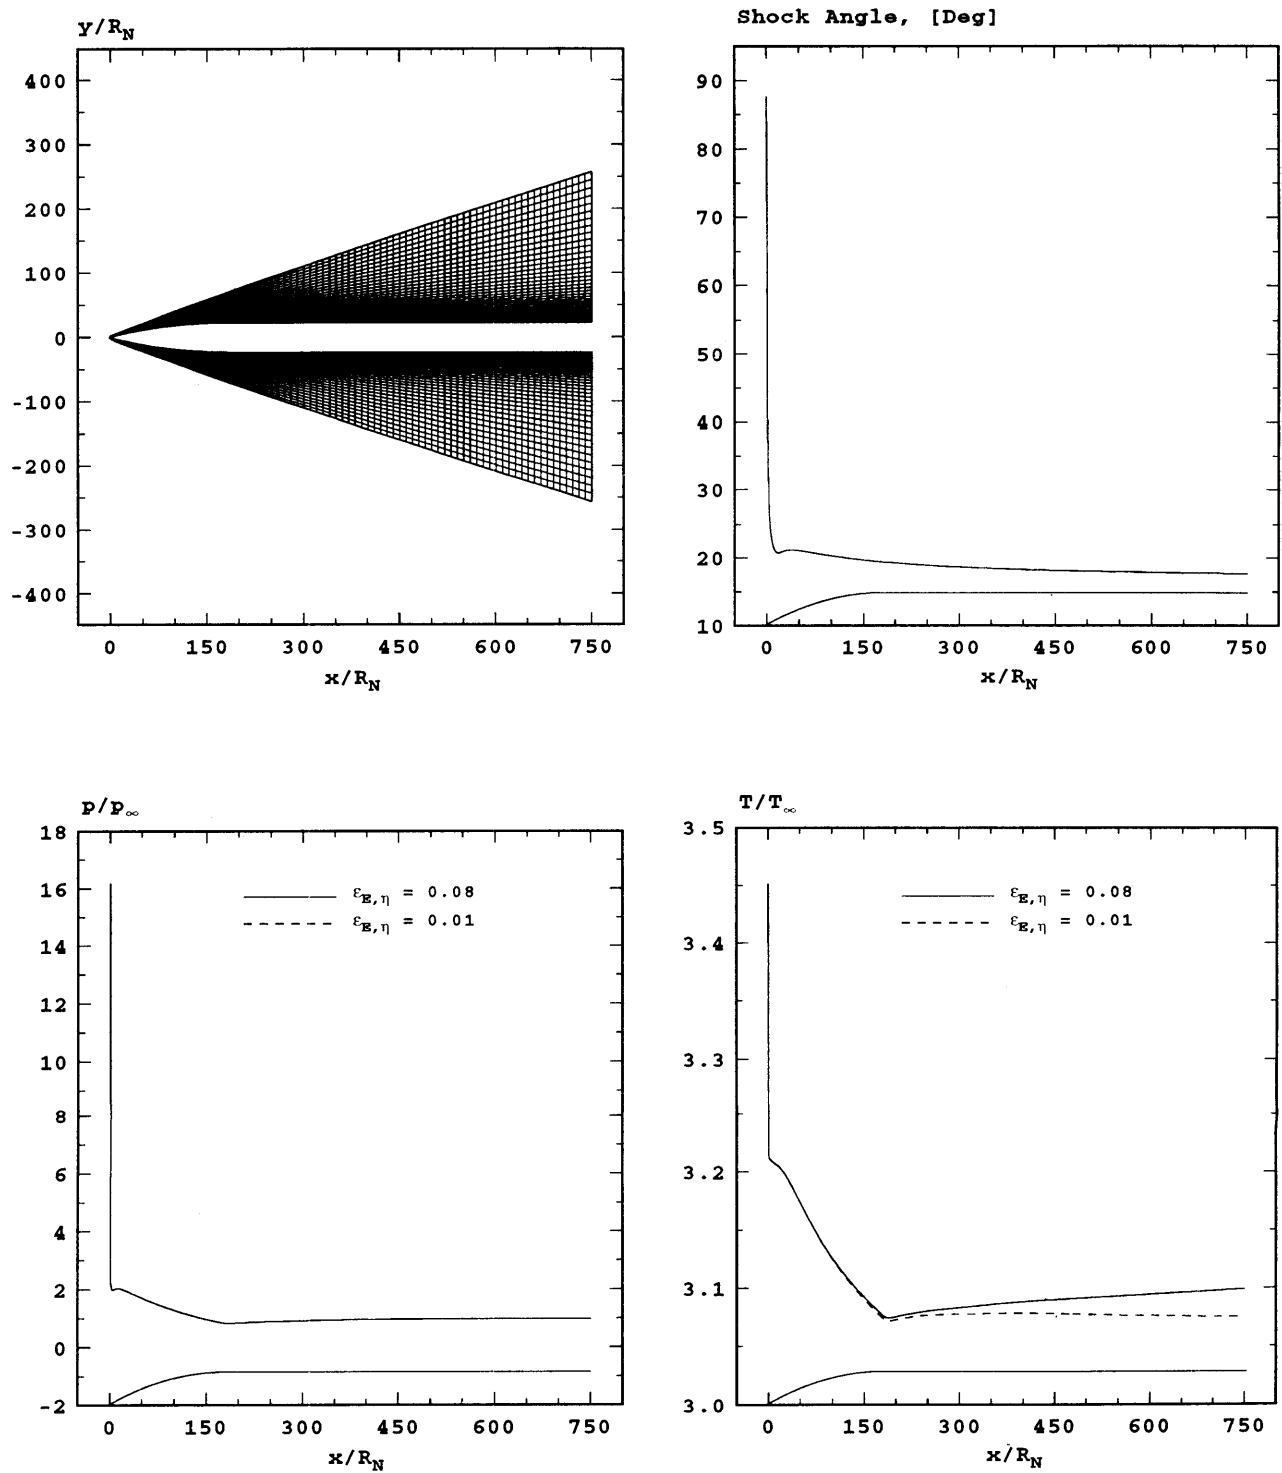 y/R_N
400
300
200
100
0
-100
-200
-300
-400
0 150 300 450 600 750
x/R_N
Shock Angle, [Deg]
90
80
70
60
50
40
30
20
10
0 150 300 450 600 750
x/R_N
p/p_∞
18
16
14
12
10
8
6
4
2
0
-2
ε_E,η = 0.08
ε_E,η = 0.01
0 150 300 450 600 750
x/R_N
T/T_∞
3.5
3.4
3.3
3.2
3.1
3.0
ε_E,η = 0.08
ε_E,η = 0.01
0 150 300 450 600 750
x/R_N